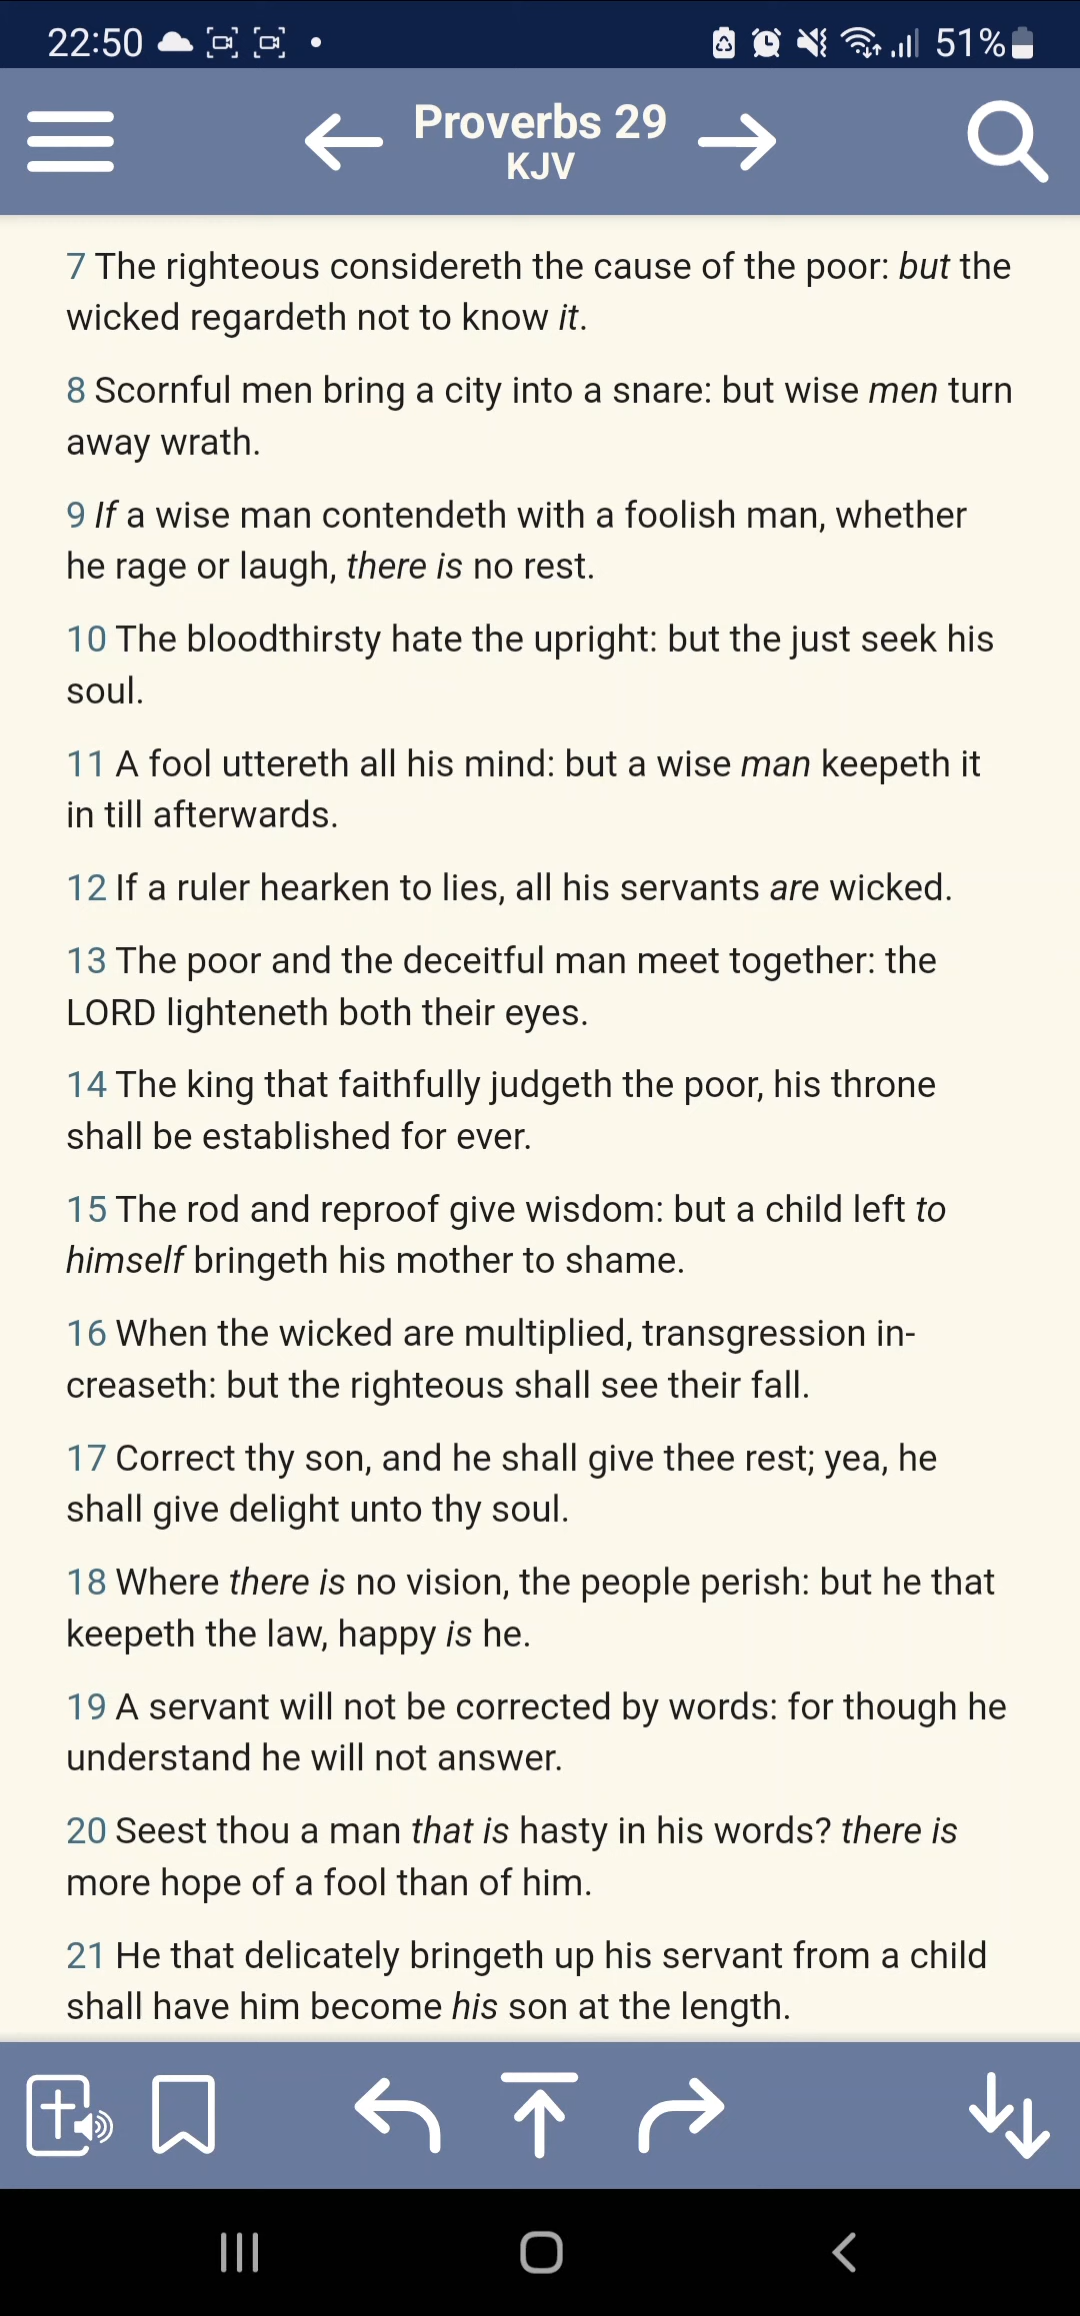 22:50
51%
Proverbs 29
KJV
7 The righteous considereth the cause of the poor: but the
wicked regardeth not to know it.
8 Scornful men bring a city into a snare: but wise men turn
away wrath.
9 If a wise man contendeth with a foolish man, whether
he rage or laugh, there is no rest.
10 The bloodthirsty hate the upright: but the just seek his
soul.
11 A fool uttereth all his mind: but a wise man keepeth it
in till afterwards.
12 If a ruler hearken to lies, all his servants are wicked.
13 The poor and the deceitful man meet together: the
LORD lighteneth both their eyes.
14 The king that faithfully judgeth the poor, his throne
shall be established for ever.
15 The rod and reproof give wisdom: but a child left to
himself bringeth his mother to shame.
16 When the wicked are multiplied, transgression in-
creaseth: but the righteous shall see their fall.
17 Correct thy son, and he shall give thee rest; yea, he
shall give delight unto thy soul.
18 Where there is no vision, the people perish: but he that
keepeth the law, happy is he.
19 A servant will not be corrected by words: for though he
understand he will not answer.
20 Seest thou a man that is hasty in his words? there is
more hope of a fool than of him.
21 He that delicately bringeth up his servant from a child
shall have him become his son at the length.